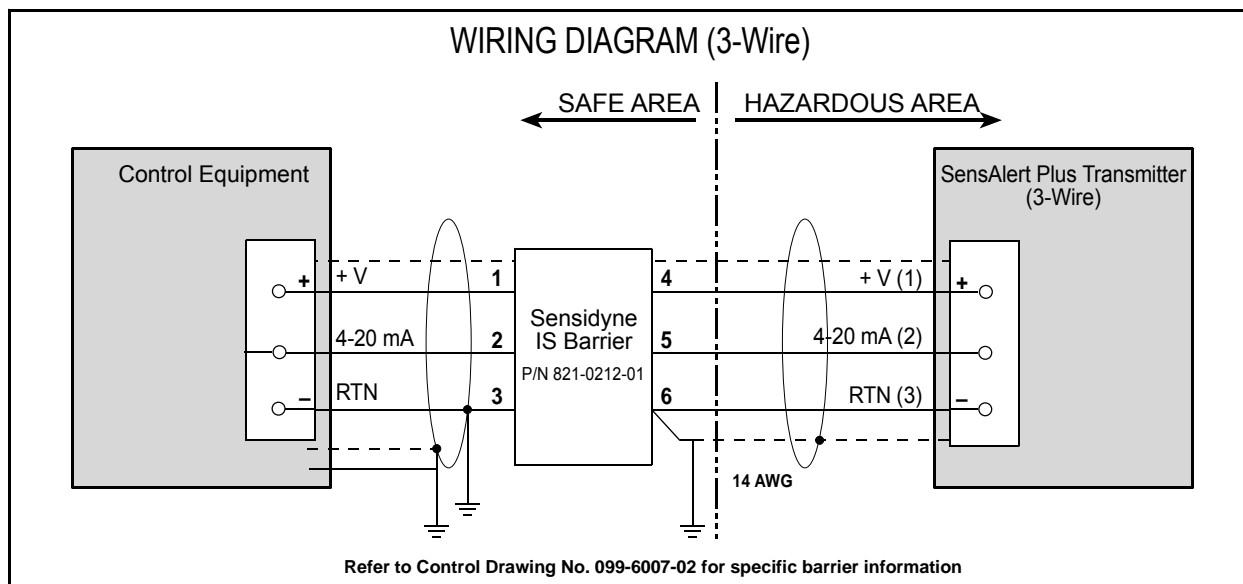 WIRING DIAGRAM (3-Wire)
SAFE AREA
HAZARDOUS AREA
Control Equipment
SensAlert Plus Transmitter
(3-Wire)
+
+ V
1
4
+ V (1)
+
Sensidyne
IS Barrier
P/N 821-0212-01
4-20 mA
2
5
4-20 mA (2)
–
RTN
3
6
RTN (3)
–
14 AWG
Refer to Control Drawing No. 099-6007-02 for specific barrier information